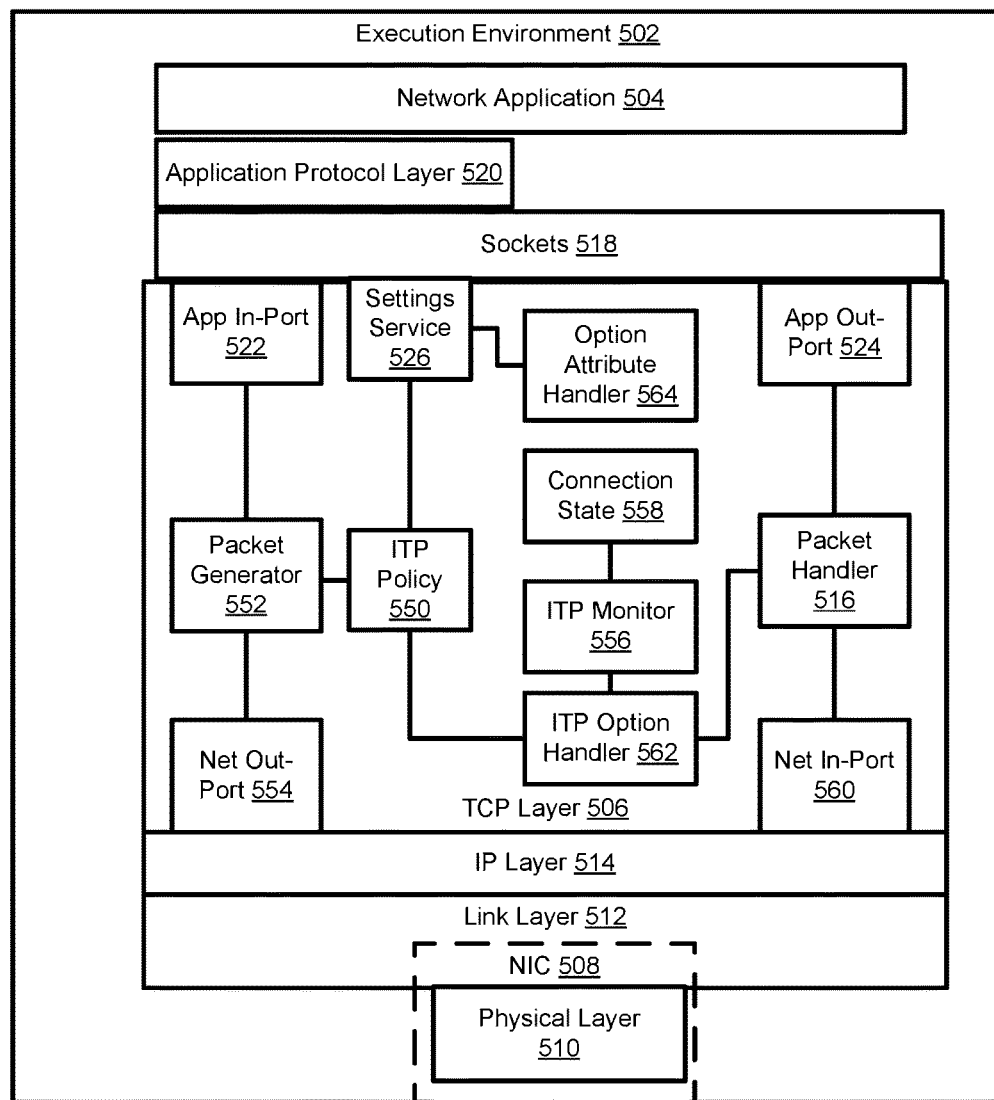 Execution Environment 502
Network Application 504
Application Protocol Layer 520
Sockets 518
App In-Port
522
Settings
Service
526
Option
Attribute
Handler 564
App Out-
Port 524
Connection
State 558
Packet
Generator
552
ITP
Policy
550
ITP Monitor
556
Packet
Handler
516
Net Out-
Port 554
ITP Option
Handler 562
Net In-Port
560
TCP Layer 506
IP Layer 514
Link Layer 512
NIC 508
Physical Layer
510